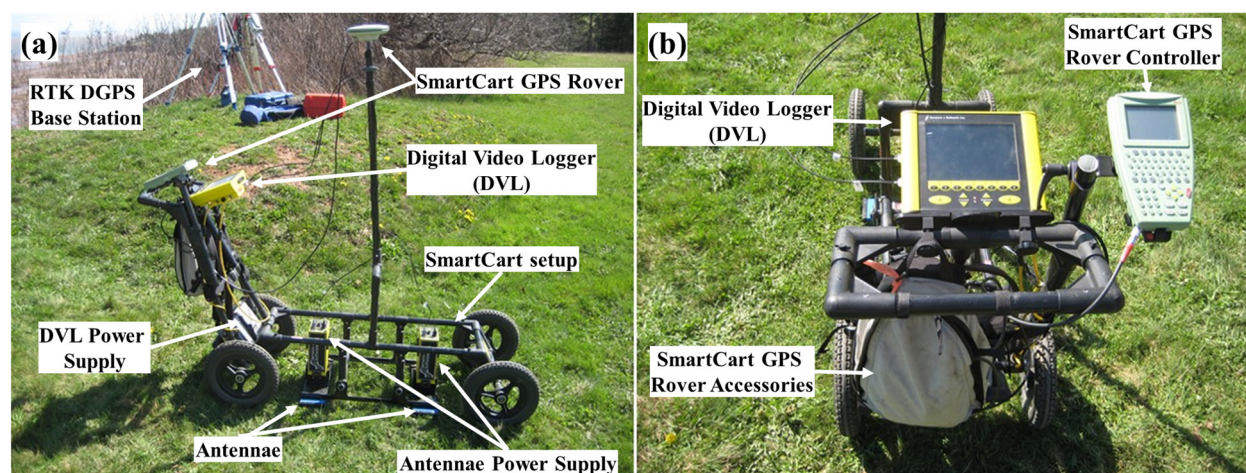 (a)
SmartCart GPS Rover
RTK DGPS
Base Station
Digital Video Logger
(DVL)
SmartCart setup
DVL Power
Supply
Antennae
Antennae Power Supply
(b)
SmartCart GPS
Rover Controller
Digital Video Logger
(DVL)
SmartCart GPS
Rover Accessories